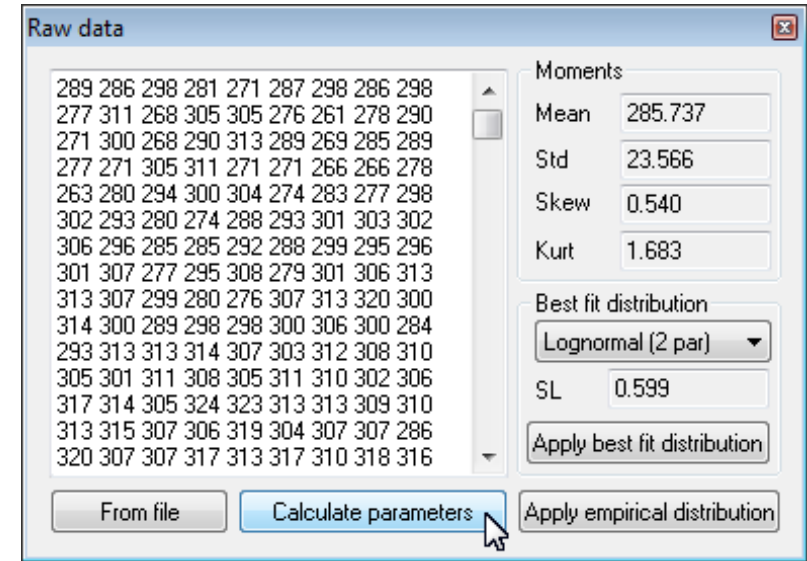 Raw data
289 286 298 281 271 287 298 286 298
277 311 268 305 305 276 261 278 290
271 300 268 290 313 289 269 285 289
277 271 305 311 271 271 266 266 278
263 280 294 300 304 274 283 277 298
302 293 280 274 288 293 301 303 302
306 296 285 285 292 288 299 295 296
301 307 277 295 308 279 301 306 313
313 307 299 280 276 307 313 320 300
314 300 289 298 298 300 306 300 284
293 313 313 314 307 303 312 308 310
305 301 311 308 305 311 310 302 306
317 314 305 324 323 313 313 309 310
313 315 307 306 319 304 307 307 286
320 307 307 317 313 317 310 318 316
Moments
Mean 285.737
Std 23.566
Skew 0.540
Kurt 1.683
Best fit distribution
Lognormal (2 par)
SL 0.599
Apply best fit distribution
From file
Calculate parameters
Apply empirical distribution